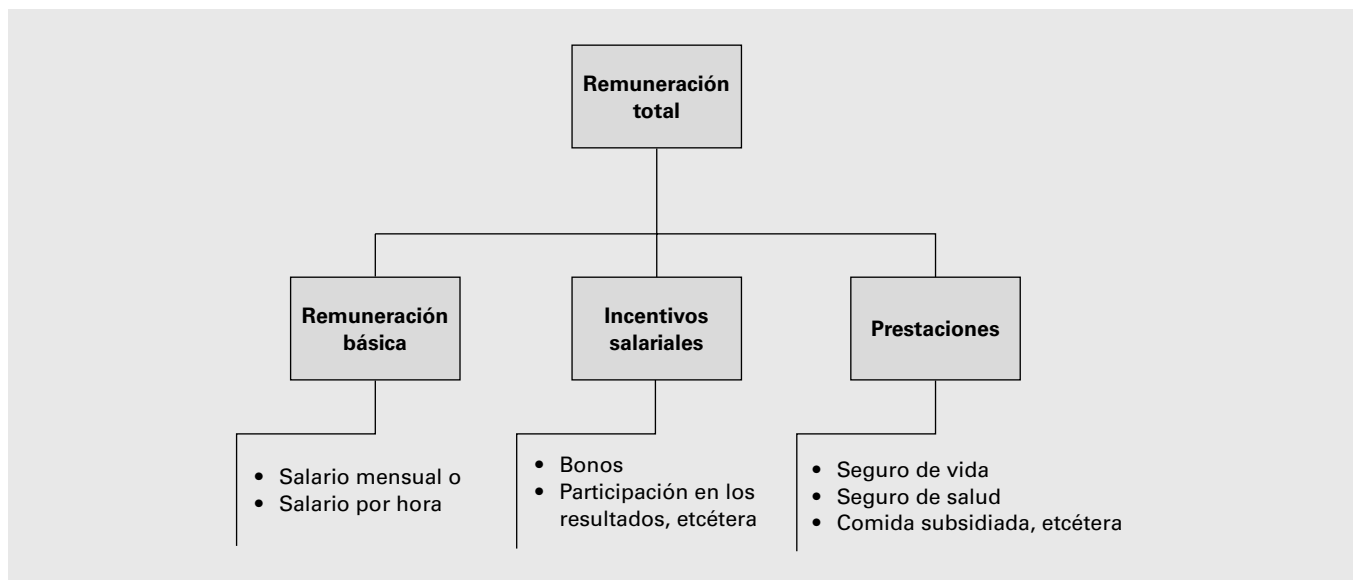 Remuneración
total
Remuneración
básica
Incentivos
salariales
Prestaciones
• Salario mensual o
• Salario por hora
• Bonos
• Participación en los
resultados, etcétera
• Seguro de vida
• Seguro de salud
• Comida subsidiada, etcétera